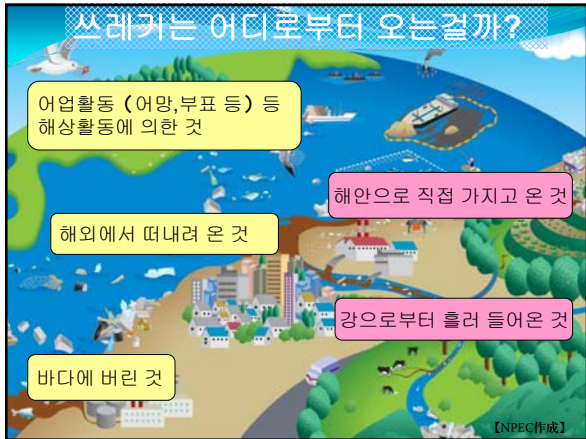 쓰레기는 어디로부터 오는걸까?
어업활동 (어망,부표 등) 등
해상활동에 의한 것
해안으로 직접 가지고 온 것
해외에서 떠내려 온 것
강으로부터 흘러 들어온 것
바다에 버린 것
【NPEC作成】